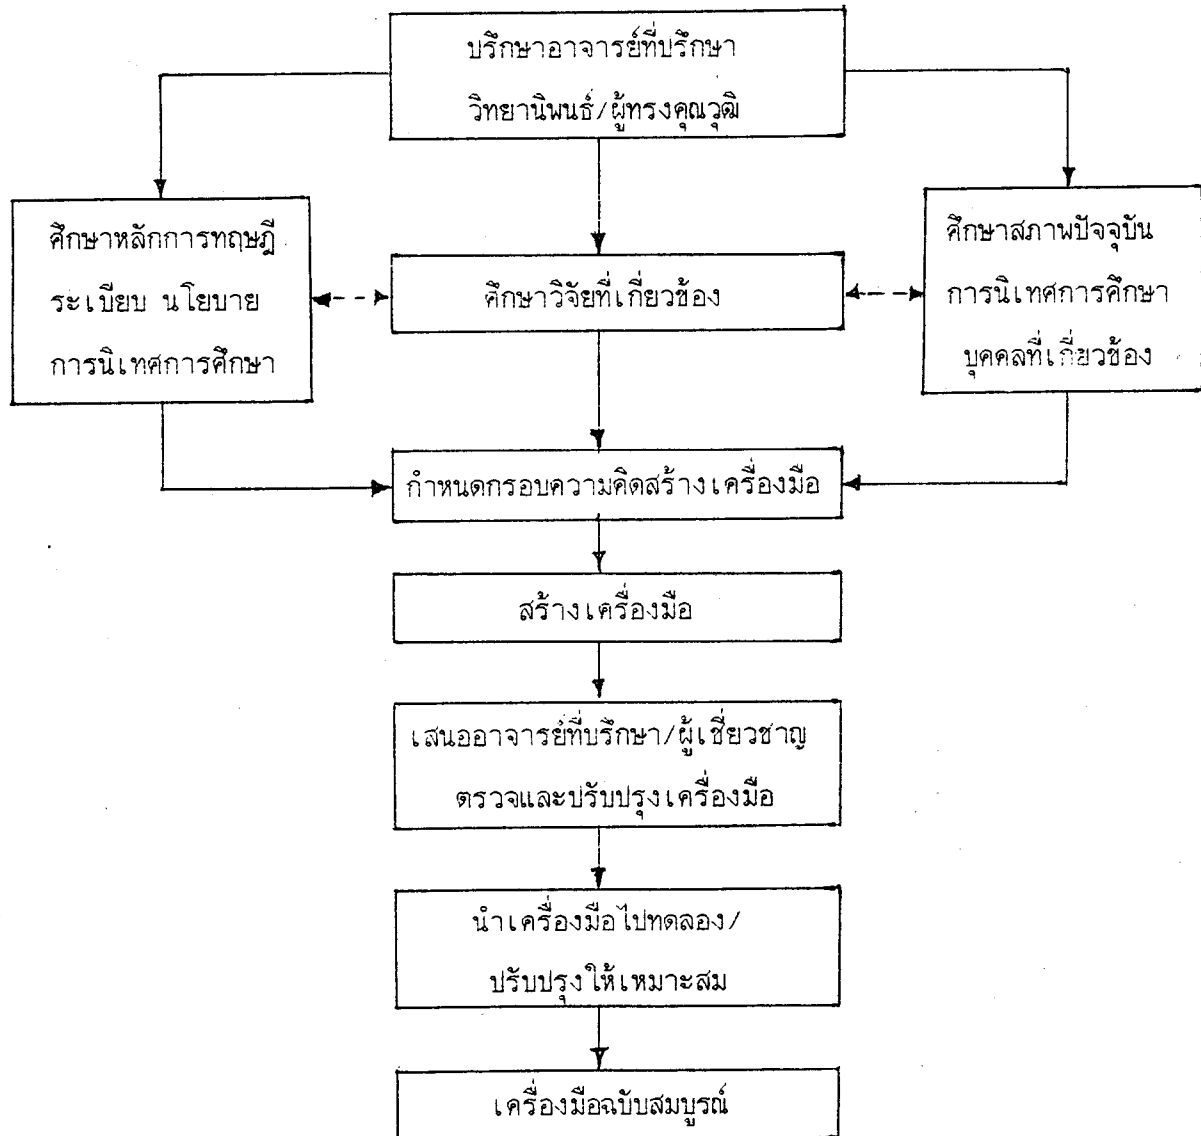 ปรึกษาอาจารย์ที่ปรึกษา
วิทยานิพนธ์/ผู้ทรงคุณวุฒิ
ศึกษาหลักการทฤษฎี
ระเบียบ นโยบาย
การนิเทศการศึกษา
ศึกษาวิจัยที่เกี่ยวข้อง
ศึกษาสภาพปัจจุบัน
การนิเทศการศึกษา
บุคคลที่เกี่ยวข้อง
กำหนดกรอบความคิดสร้างเครื่องมือ
สร้างเครื่องมือ
เสนออาจารย์ที่ปรึกษา/ผู้เชี่ยวชาญ
ตรวจและปรับปรุงเครื่องมือ
นำเครื่องมือไปทดลอง/
ปรับปรุงให้เหมาะสม
เครื่องมือฉบับสมบูรณ์